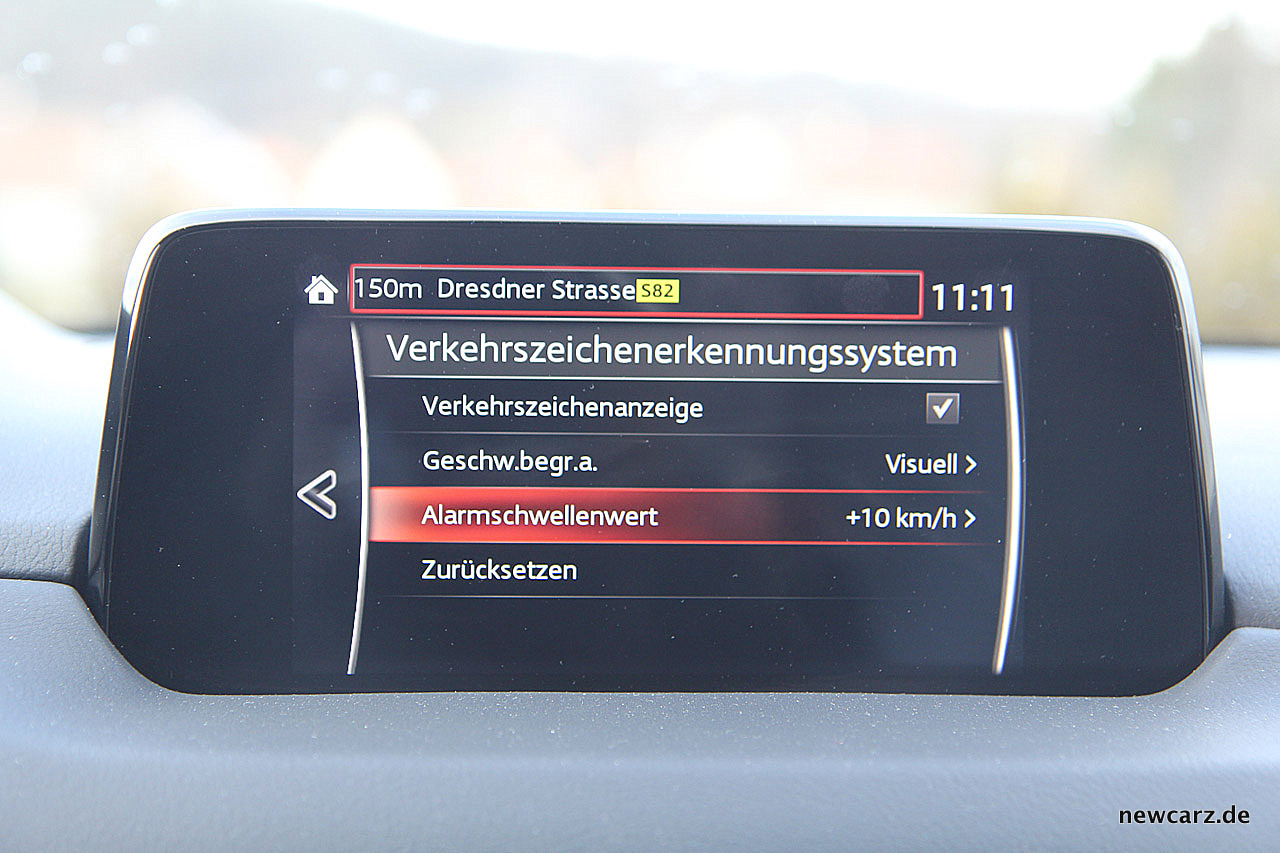 150m Dresdner Strasse S82 11:11
Verkehrszeichenerkennungssystem
Verkehrszeichenanzeige
Geschw.begr.a. Visuell >
Alarmschwellenwert +10 km/h >
Zurücksetzen
newcarz.de